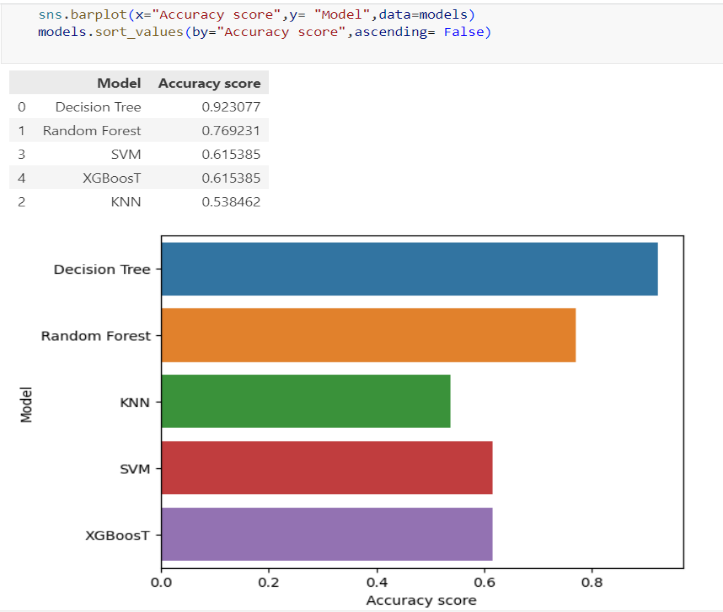 sns.barplot(x="Accuracy score",y= "Model",data=models)
models.sort_values(by="Accuracy score",ascending= False)
Model Accuracy score
0 Decision Tree 0.923077
1 Random Forest 0.769231
3 SVM 0.615385
4 XGBoosT 0.615385
2 KNN 0.538462
Decision Tree
Random Forest
KNN
SVM
XGBoosT
Model
0.0 0.2 0.4 0.6 0.8
Accuracy score